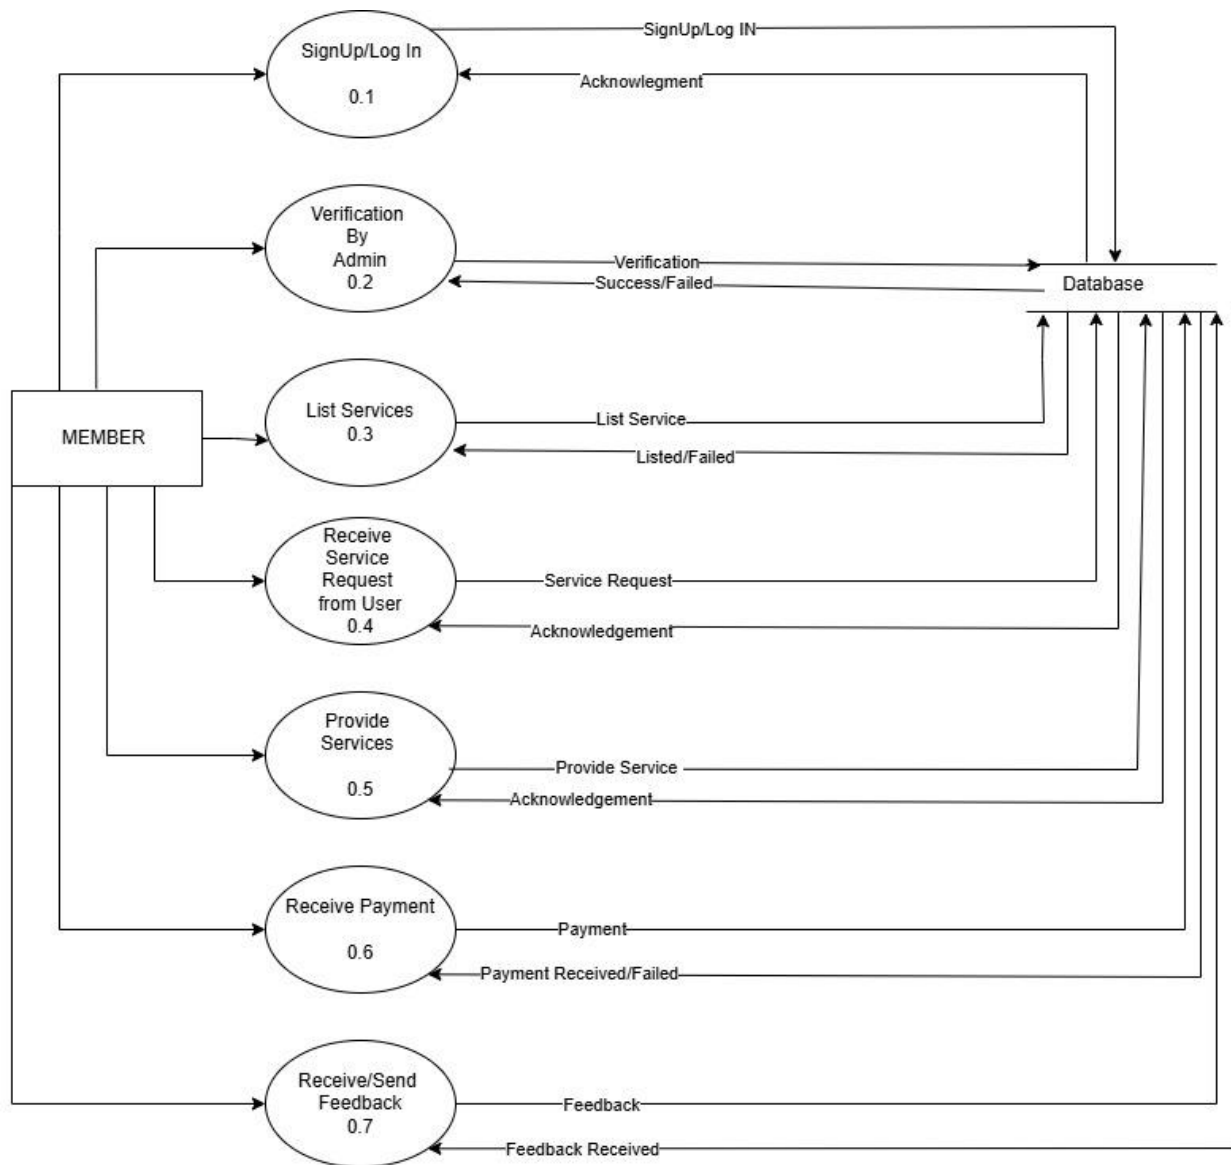 SignUp/Log In
0.1
SignUp/Log IN
Acknowlegment
Verification
By
Admin
0.2
Verification
Success/Failed
Database
MEMBER
List Services
0.3
List Service
Listed/Failed
Receive
Service
Request
from User
0.4
Service Request
Acknowledgement
Provide
Services
0.5
Provide Service
Acknowledgement
Receive Payment
0.6
Payment
Payment Received/Failed
Receive/Send
Feedback
0.7
Feedback
Feedback Received